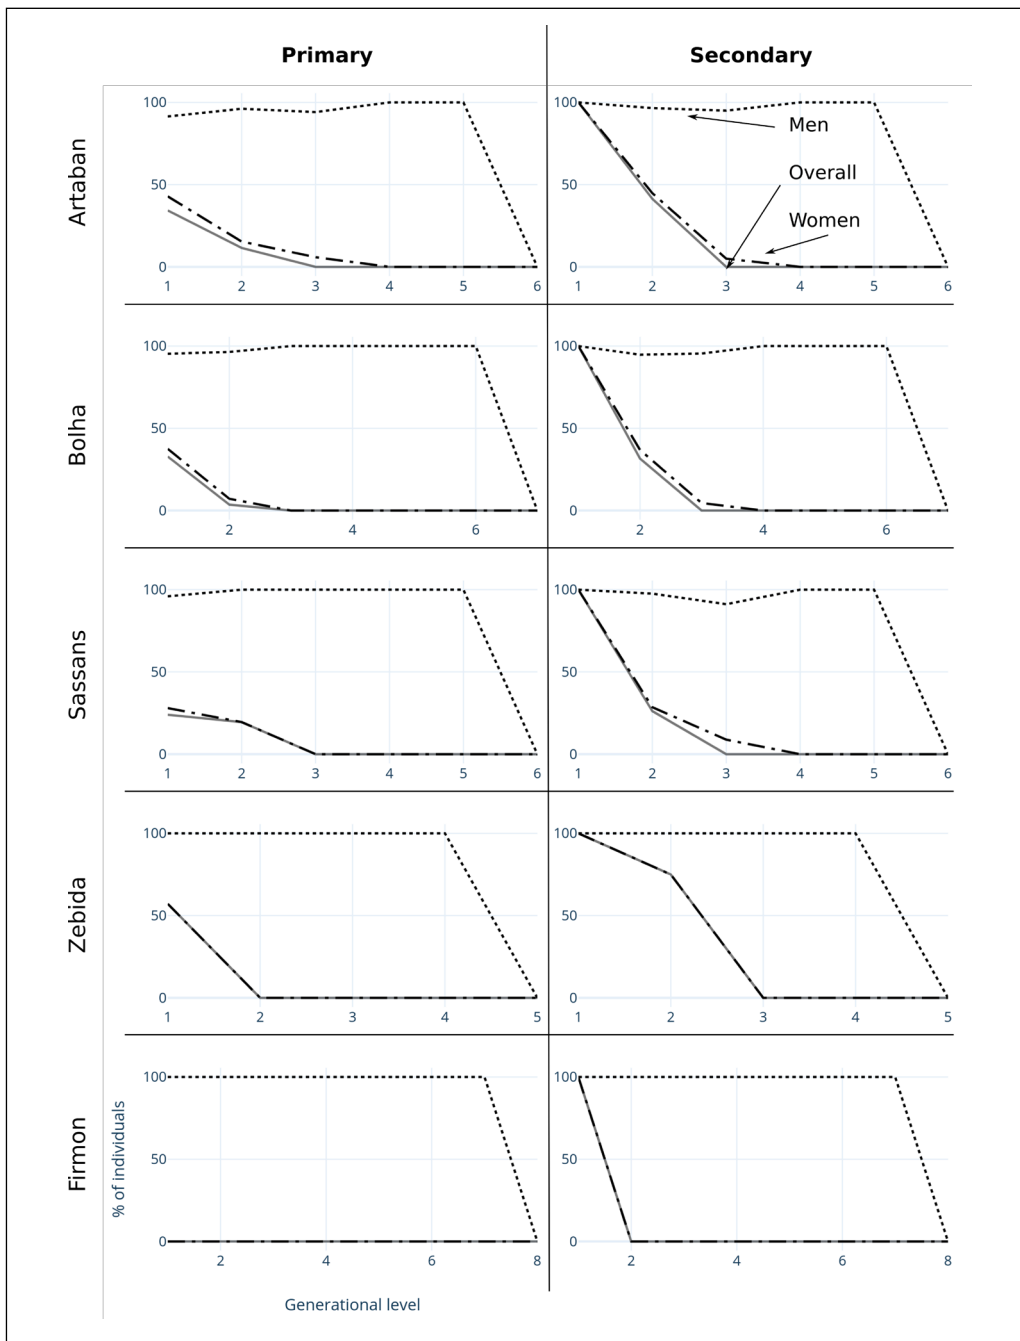 Primary Secondary
Artaban
100
50
0
1 2 3 4 5 6
100
50
0
1 2 3 4 5 6
Men
Overall
Women
Bolha
100
50
0
2 4 6
100
50
0
2 4 6
Sassans
100
50
0
1 2 3 4 5 6
100
50
0
1 2 3 4 5 6
Zebida
100
50
0
1 2 3 4 5
100
50
0
1 2 3 4 5
Firmon
% of individuals
100
50
0
2 4 6 8
100
50
0
2 4 6 8
Generational level